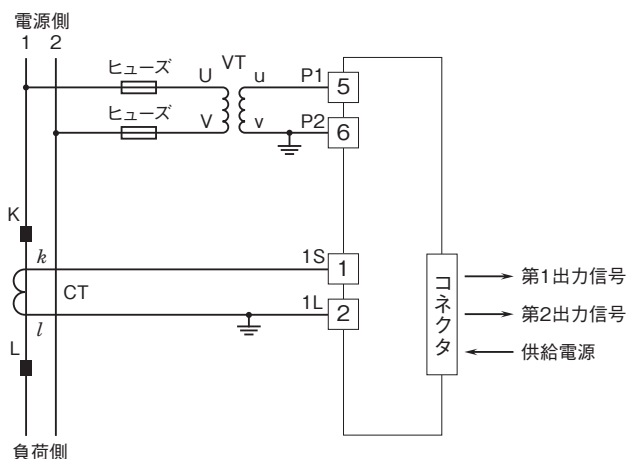 電源側
1 2
ヒューズ
U VT u P1 5
ヒューズ
V v P2 6
K
k 1S 1
CT
l 1L 2
L
コネクタ
第1出力信号
第2出力信号
供給電源
負荷側